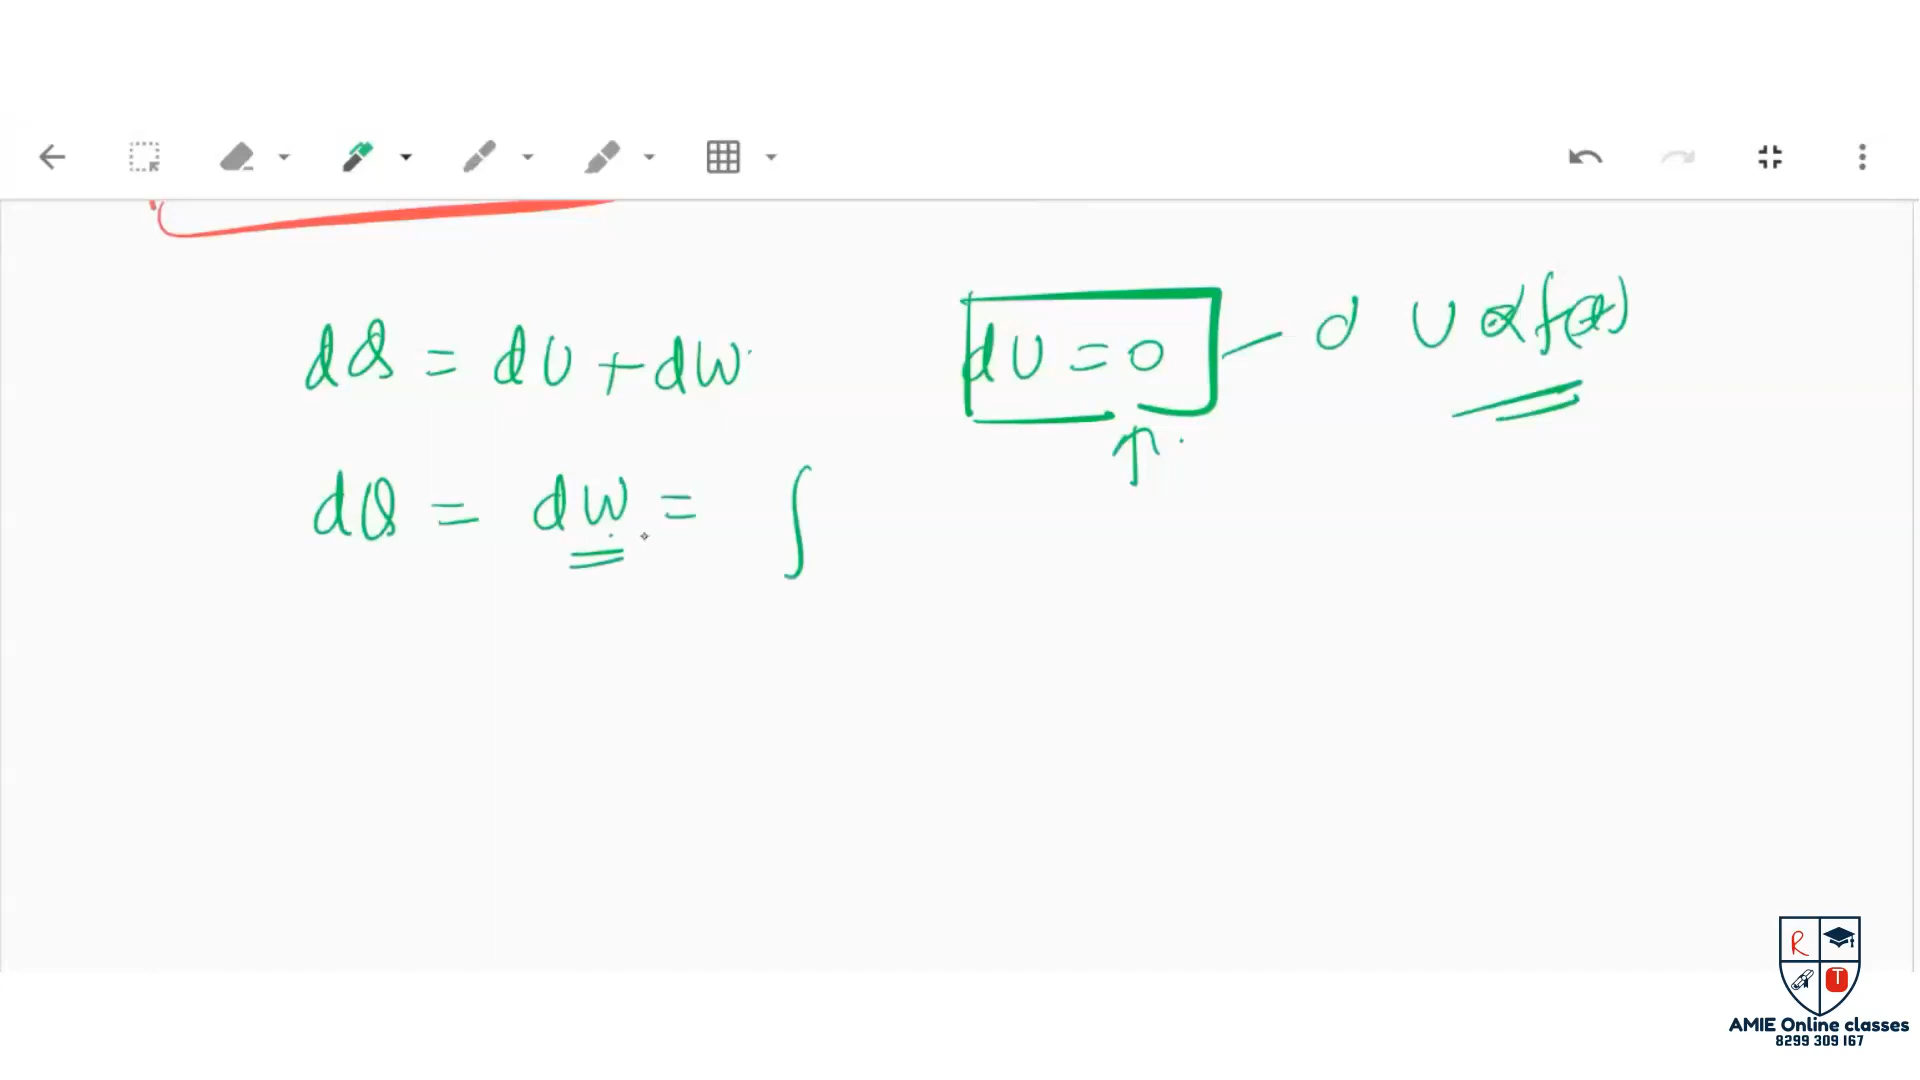 dQ = dU + dW
dU = 0
d U α f(t)
↑
dQ = dW = ∫
R
T
AMIE Online classes
8299 309 167